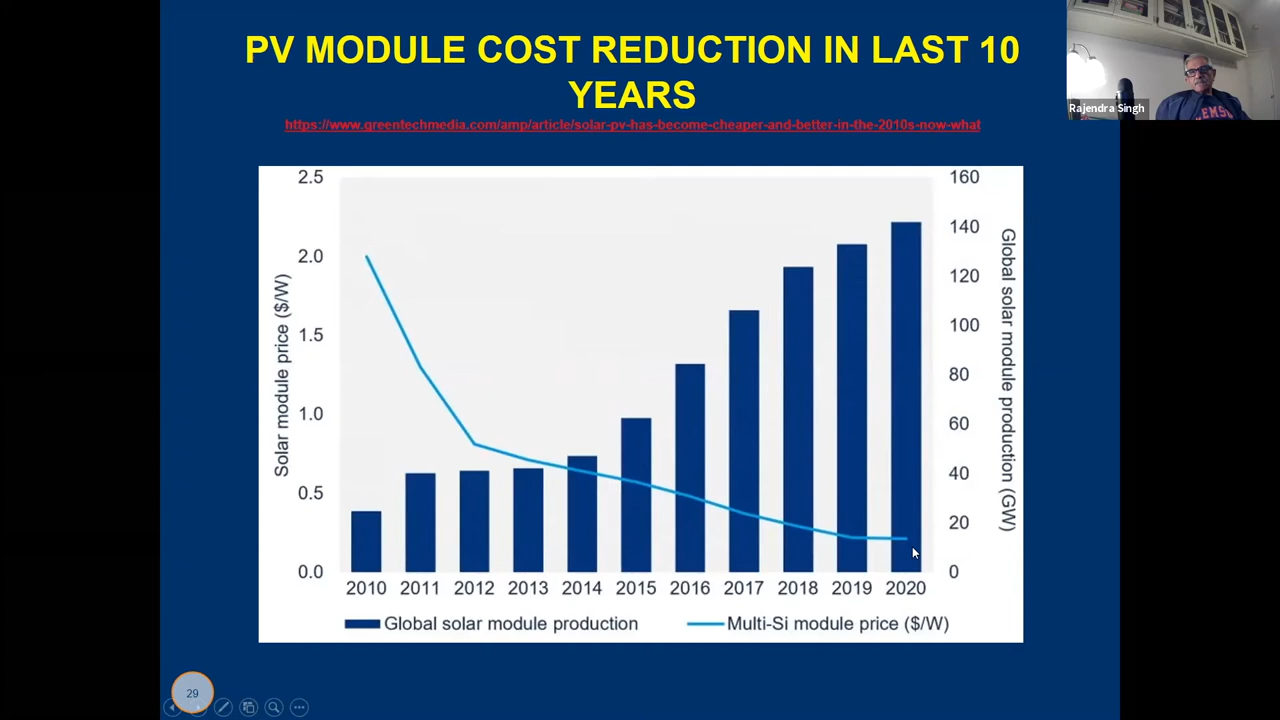 PV MODULE COST REDUCTION IN LAST 10
YEARS
https://www.greentechmedia.com/amp/article/solar-pv-has-become-cheaper-and-better-in-the-2010s-now-what
Rajendra Singh
LEMS
2.5
2.0
1.5
1.0
0.5
0.0
Solar module price ($/W)
160
140
120
100
80
60
40
20
0
Global solar module production (GW)
2010 2011 2012 2013 2014 2015 2016 2017 2018 2019 2020
Global solar module production
Multi-Si module price ($/W)
29